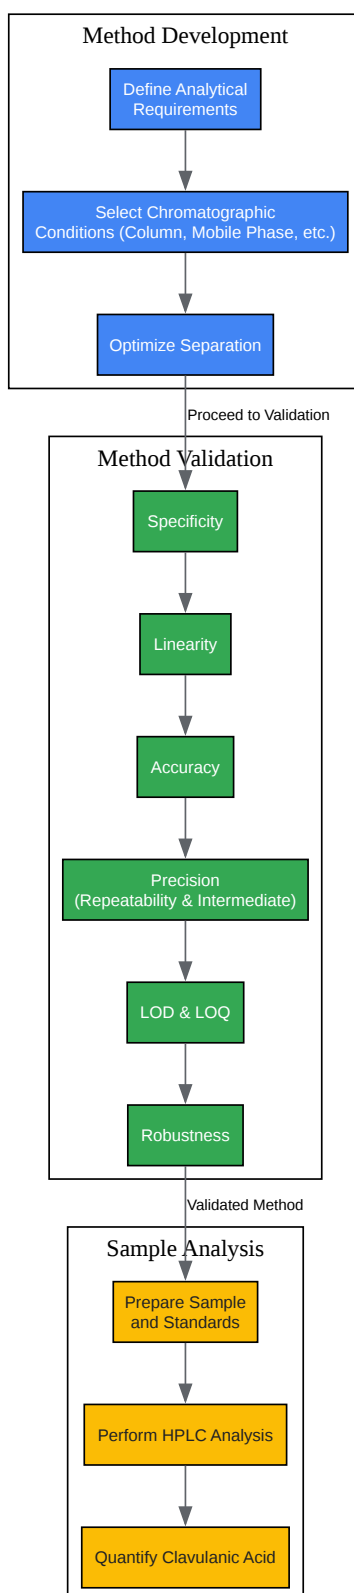 Method Development
Define Analytical
Requirements
Select Chromatographic
Conditions (Column, Mobile Phase, etc.)
Optimize Separation
Proceed to Validation
Method Validation
Specificity
Linearity
Accuracy
Precision
(Repeatability & Intermediate)
LOD & LOQ
Robustness
Validated Method
Sample Analysis
Prepare Sample
and Standards
Perform HPLC Analysis
Quantify Clavulanic Acid